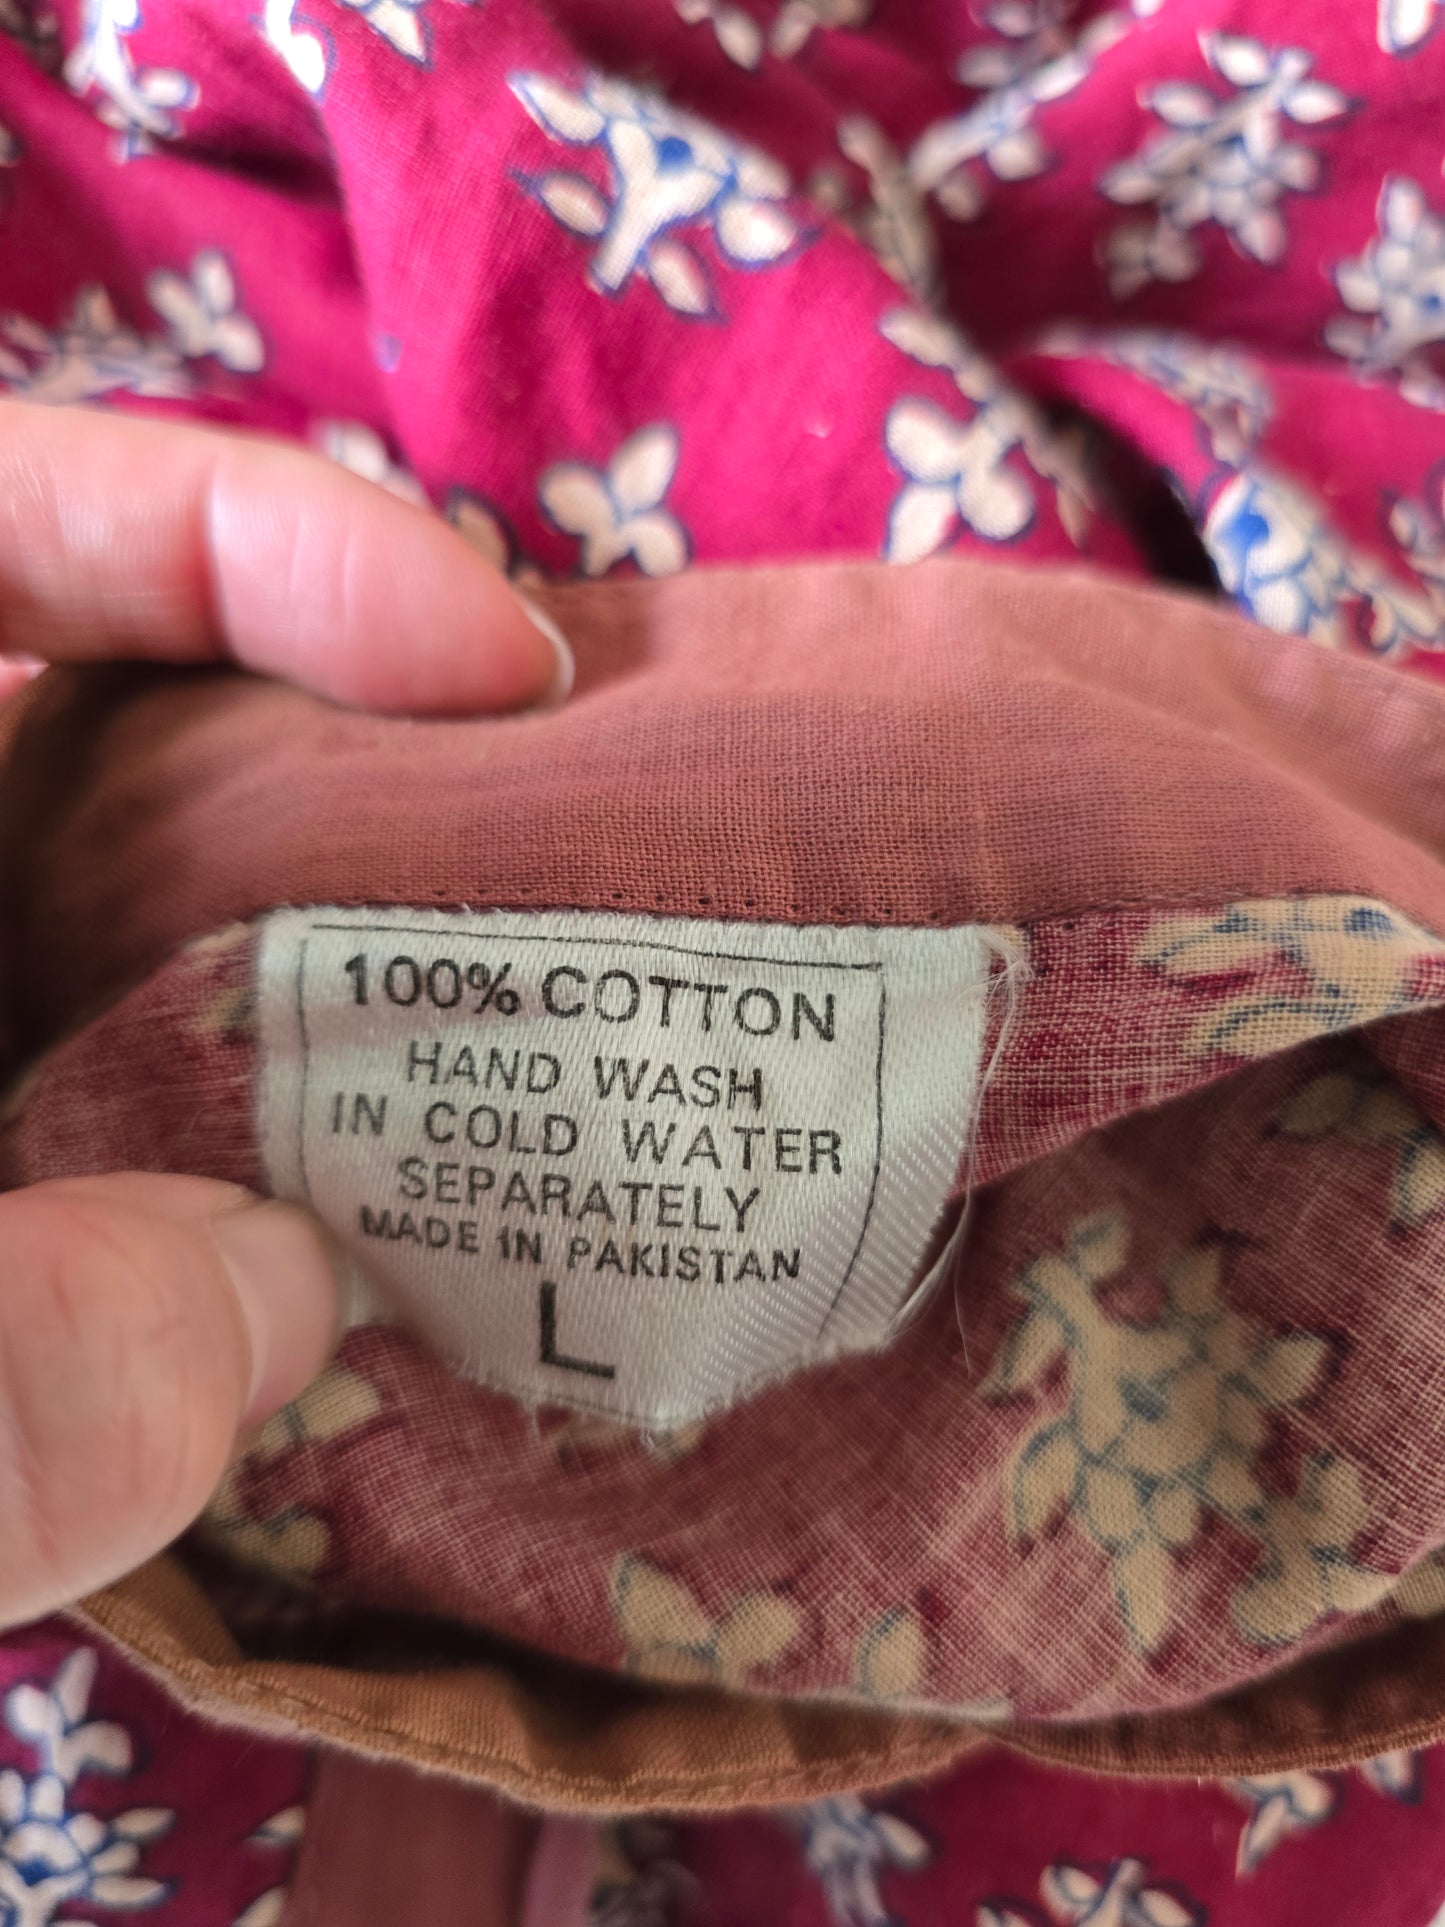 100% COTTON
HAND WASH
IN COLD WATER
SEPARATELY
MADE IN PAKISTAN
L